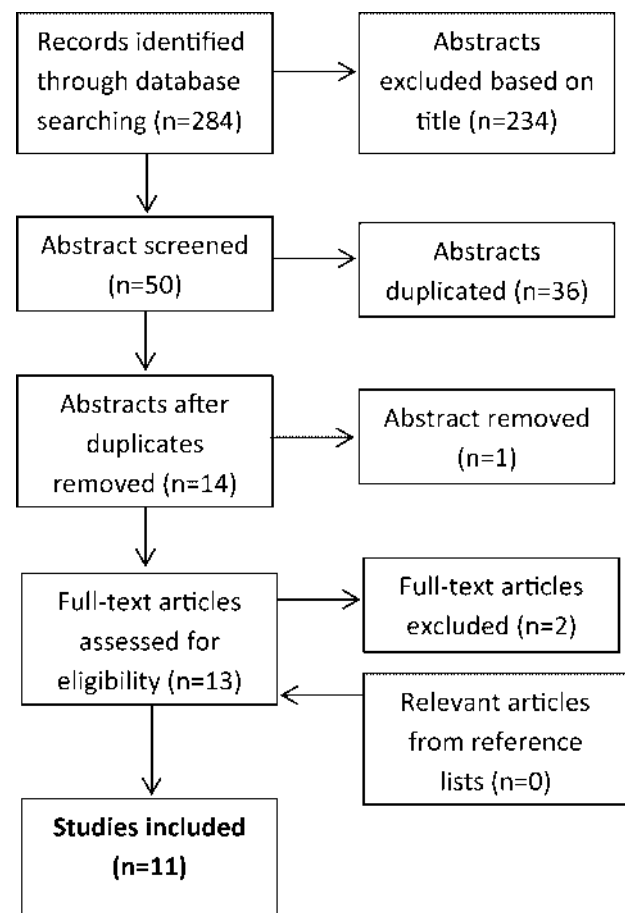 Records identified
through database
searching (n=284)
Abstracts
excluded based on
title (n=234)
Abstract screened
(n=50)
Abstracts
duplicated (n=36)
Abstracts after
duplicates
removed (n=14)
Abstract removed
(n=1)
Full-text articles
assessed for
eligibility (n=13)
Full-text articles
excluded (n=2)
Relevant articles
from reference
lists (n=0)
Studies included
(n=11)